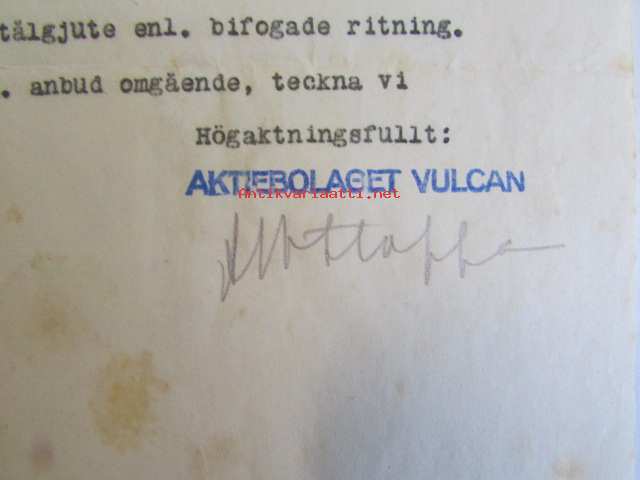 tälgjute enl. bifogade ritning.
. anbud omgående, teckna vi
Högaktningsfullt:
AKTIEBOLAGET VULCAN
Antikvariaatti.net